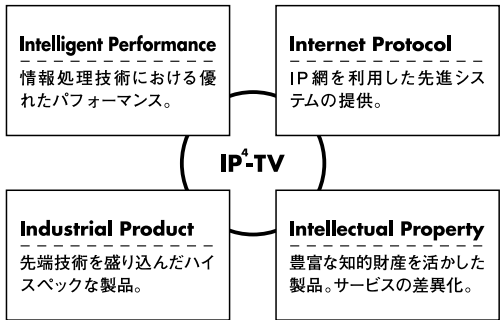 Intelligent Performance
情報処理技術における優
れたパフォーマンス。
Internet Protocol
IP網を利用した先進シス
テムの提供。
IP⁴-TV
Industrial Product
先端技術を盛り込んだハイ
スペックな製品。
Intellectual Property
豊富な知的財産を活かした
製品。サービスの差異化。